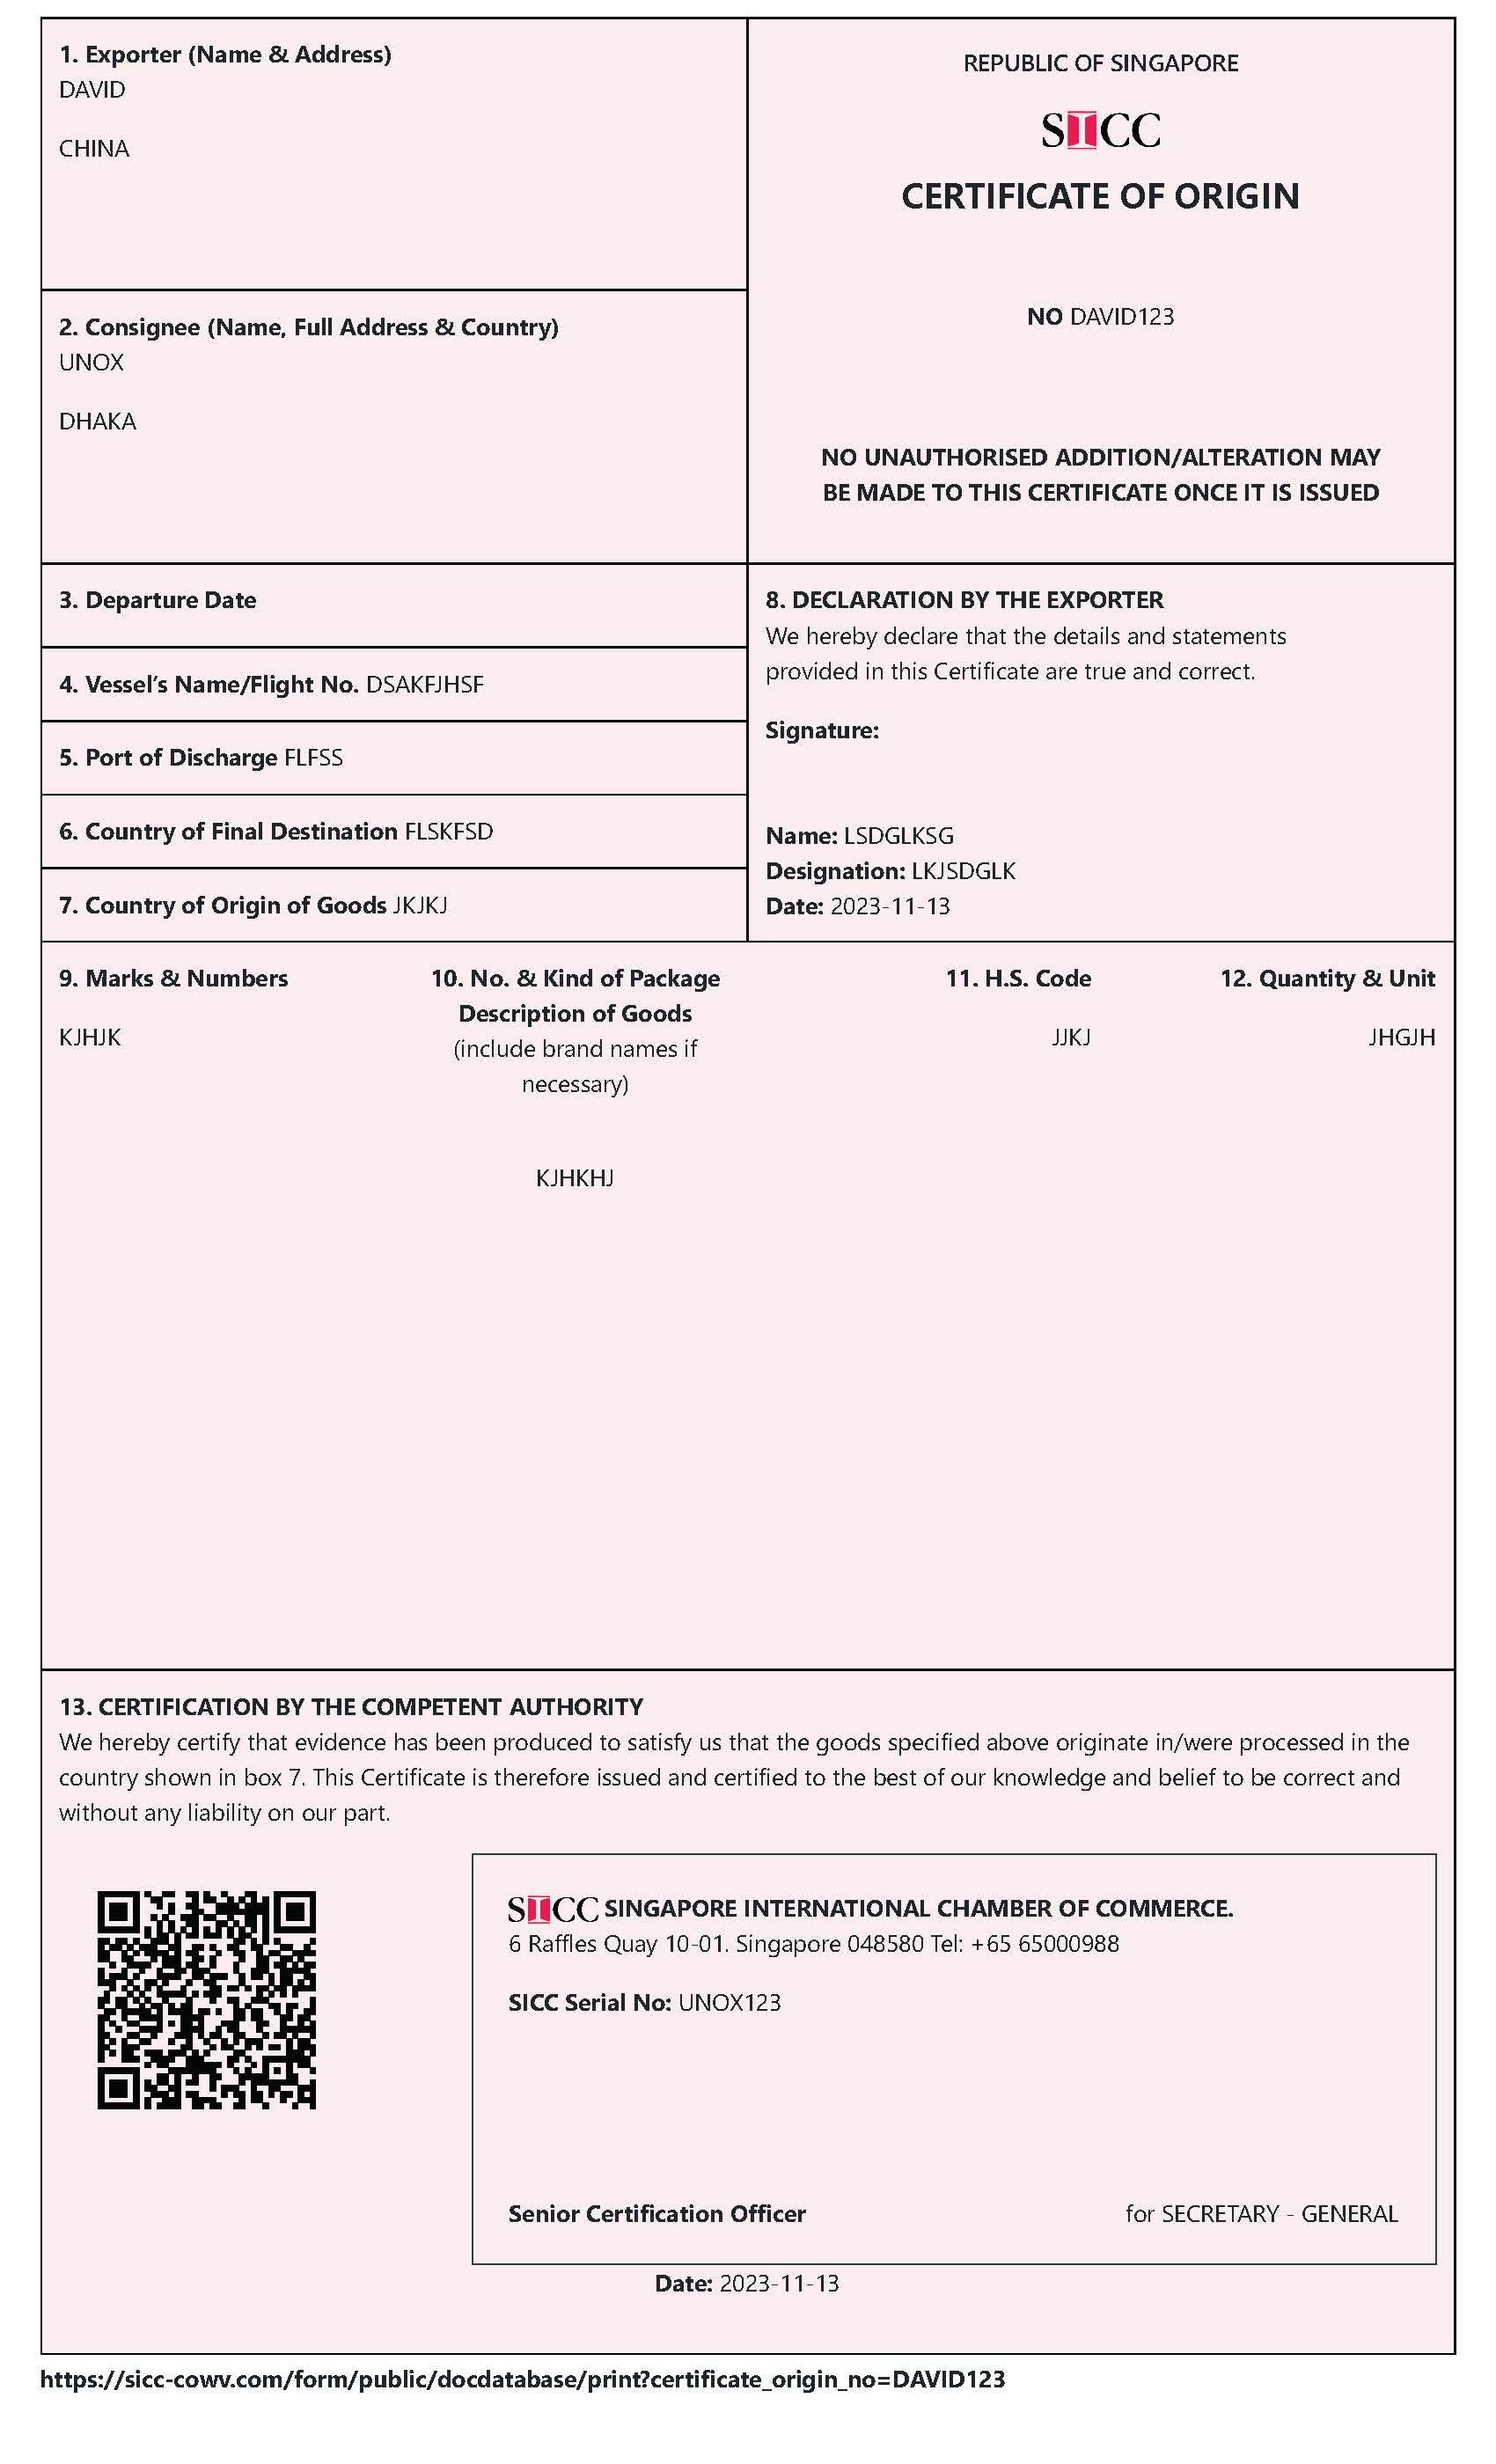 1. Exporter (Name & Address)
DAVID
CHINA
REPUBLIC OF SINGAPORE
SICC
CERTIFICATE OF ORIGIN
NO DAVID123
NO UNAUTHORISED ADDITION/ALTERATION MAY
BE MADE TO THIS CERTIFICATE ONCE IT IS ISSUED
2. Consignee (Name, Full Address & Country)
UNOX
DHAKA
3. Departure Date
4. Vessel's Name/Flight No. DSAKFJHSF
5. Port of Discharge FLFSS
6. Country of Final Destination FLSKFSD
7. Country of Origin of Goods JKJKJ
8. DECLARATION BY THE EXPORTER
We hereby declare that the details and statements
provided in this Certificate are true and correct.
Signature:
Name: LSDGLKSG
Designation: LKJSDGLK
Date: 2023-11-13
9. Marks & Numbers
KJHJK
10. No. & Kind of Package
Description of Goods
(include brand names if
necessary)
KJHKHJ
11. H.S. Code
JJKJ
12. Quantity & Unit
JHGJH
13. CERTIFICATION BY THE COMPETENT AUTHORITY
We hereby certify that evidence has been produced to satisfy us that the goods specified above originate in/were processed in the
country shown in box 7. This Certificate is therefore issued and certified to the best of our knowledge and belief to be correct and
without any liability on our part.
SICC SINGAPORE INTERNATIONAL CHAMBER OF COMMERCE.
6 Raffles Quay 10-01. Singapore 048580 Tel: +65 65000988
SICC Serial No: UNOX123
Senior Certification Officer
for SECRETARY - GENERAL
Date: 2023-11-13
https://sicc-cowv.com/form/public/docdatabase/print?certificate_origin_no=DAVID123